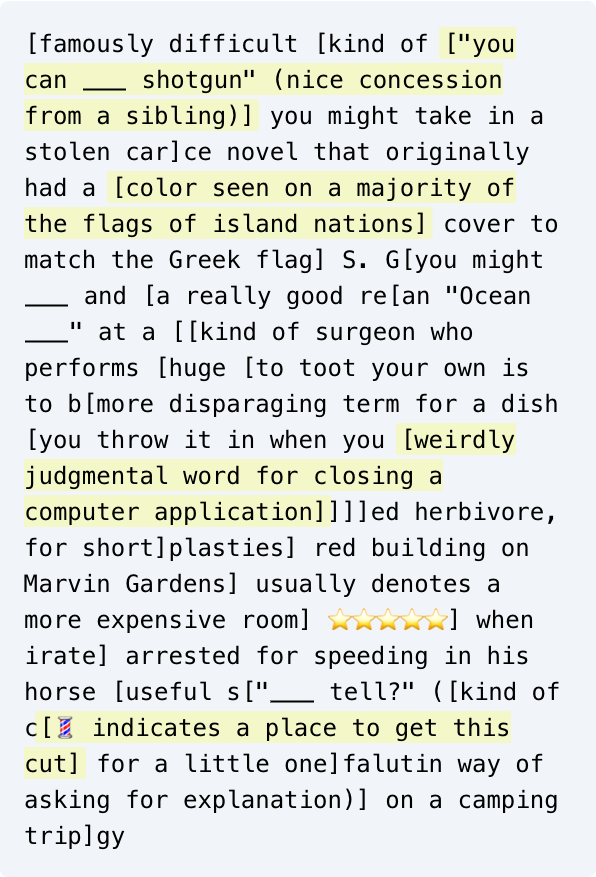 [famously difficult [kind of ["you
can ___ shotgun" (nice concession
from a sibling)] you might take in a
stolen car]ce novel that originally
had a [color seen on a majority of
the flags of island nations] cover to
match the Greek flag] S. G[you might
___ and [a really good re[an "Ocean
___" at a [[kind of surgeon who
performs [huge [to toot your own is
to b[more disparaging term for a dish
[you throw it in when you [weirdly
judgmental word for closing a
computer application]]]]ed herbivore,
for short]plasties] red building on
Marvin Gardens] usually denotes a
more expensive room] ⭐⭐⭐⭐⭐] when
irate] arrested for speeding in his
horse [useful s["___ tell?" ([kind of
c[💈 indicates a place to get this
cut] for a little one]falutin way of
asking for explanation)] on a camping
trip]gy